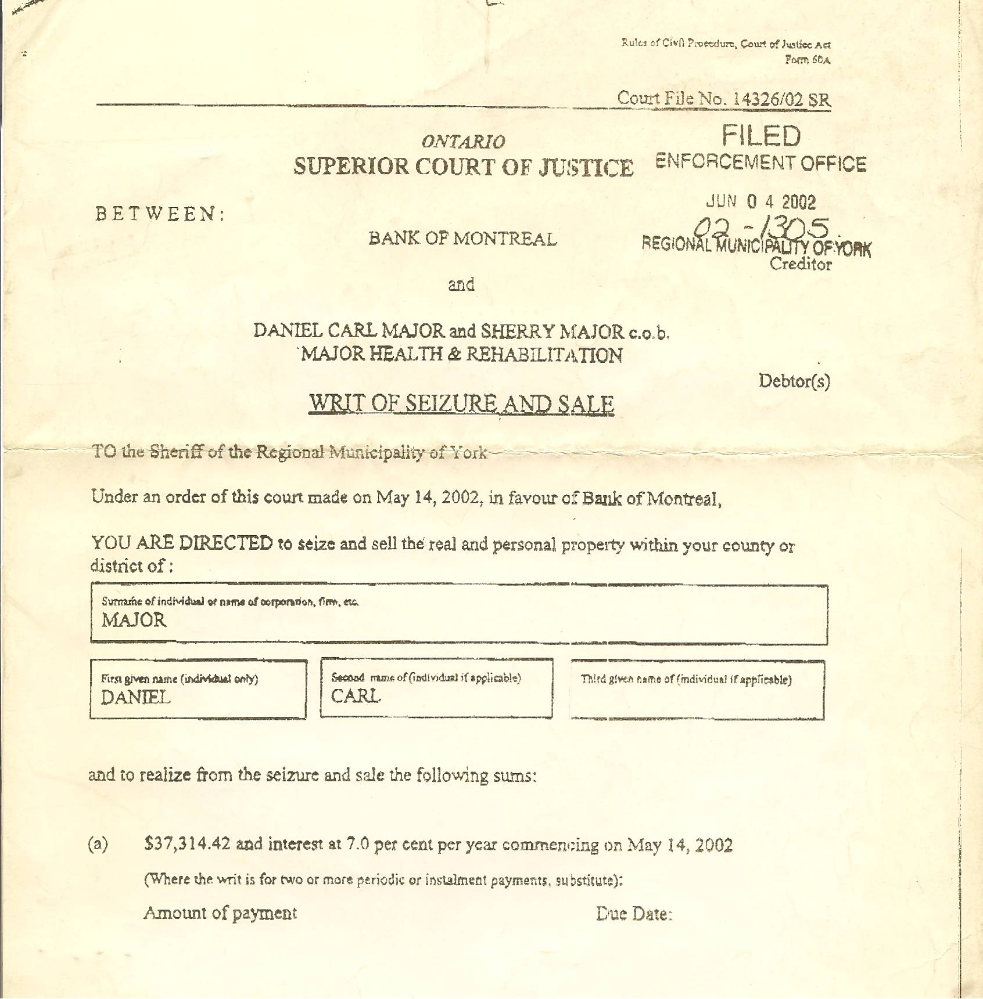 Rules of Civil Procedure, Court of Justice Act
Form 60A
Court File No. 14326/02 SR
FILED
ENFORCEMENT OFFICE
ONTARIO
SUPERIOR COURT OF JUSTICE
JUN 04 2002
02-1305
REGIONAL MUNICIPALITY OF YORK
BETWEEN:
BANK OF MONTREAL
Creditor
and
DANIEL CARL MAJOR and SHERRY MAJOR c.o.b.
MAJOR HEALTH & REHABILITATION
Debtor(s)
WRIT OF SEIZURE AND SALE
TO the Sheriff of the Regional Municipality of York
Under an order of this court made on May 14, 2002, in favour of Bank of Montreal,
YOU ARE DIRECTED to seize and sell the real and personal property within your county or
district of :
Surname of individual or name of corporation, firm, etc.
MAJOR
First given name (individual only)
DANIEL
Second name of (individual if applicable)
CARL
Third given name of (individual if applicable)
and to realize from the seizure and sale the following sums:
(a) $37,314.42 and interest at 7.0 per cent per year commencing on May 14, 2002
(Where the writ is for two or more periodic or instalment payments, substitute):
Amount of payment Due Date: